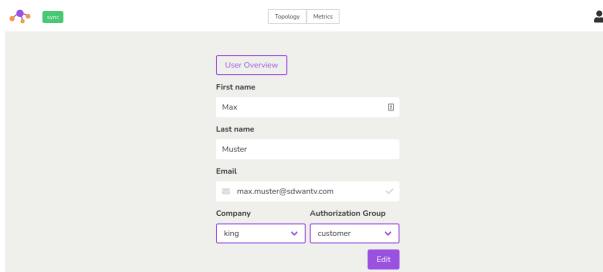 sync
Topology Metrics
User Overview
First name
Max
Last name
Muster
Email
max.muster@sdwantv.com
Company Authorization Group
king customer
Edit